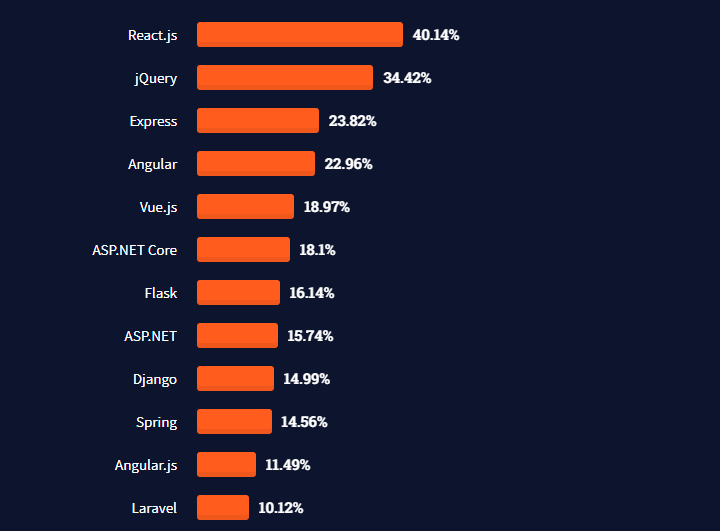 React.js 40.14%
jQuery 34.42%
Express 23.82%
Angular 22.96%
Vue.js 18.97%
ASP.NET Core 18.1%
Flask 16.14%
ASP.NET 15.74%
Django 14.99%
Spring 14.56%
Angular.js 11.49%
Laravel 10.12%